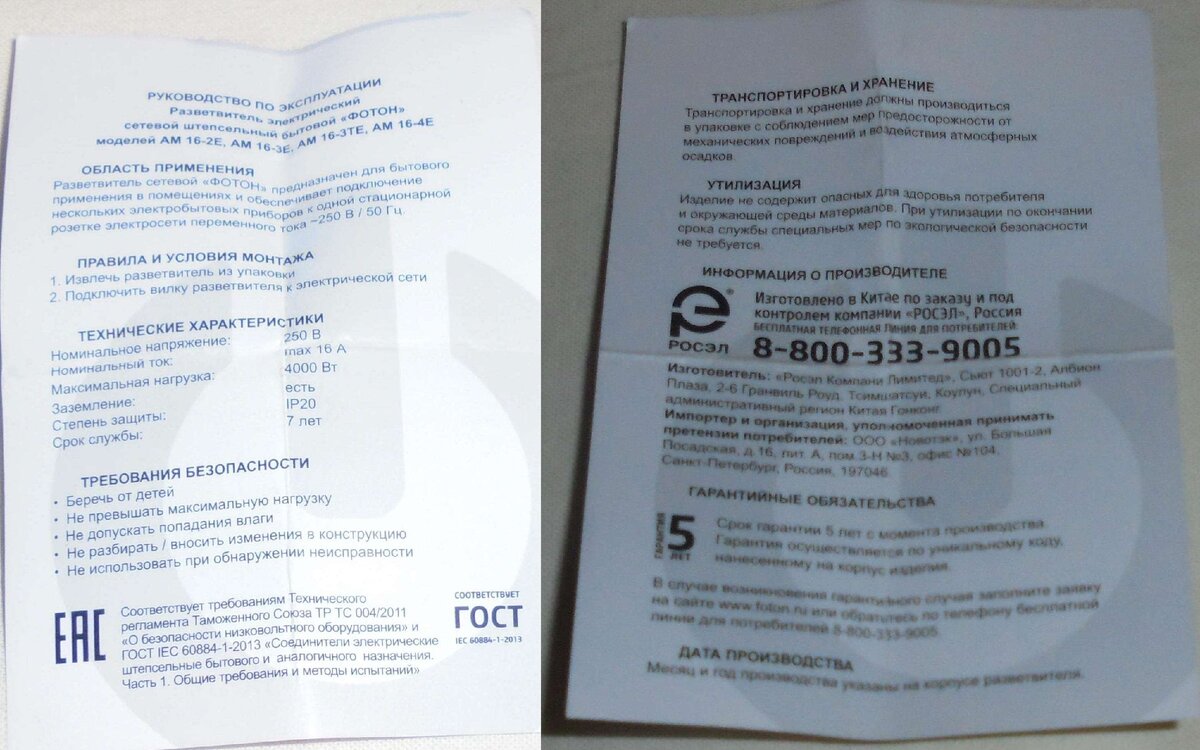 РУКОВОДСТВО ПО ЭКСПЛУАТАЦИИ
Разветвитель электрический
сетевой штепсельный бытовой «ФОТОН»
моделей АМ 16-2Е, АМ 16-3Е, АМ 16-3ТЕ, АМ 16-4Е
ОБЛАСТЬ ПРИМЕНЕНИЯ
Разветвитель сетевой «ФОТОН» предназначен для бытового
применения в помещениях и обеспечивает подключение
нескольких электробытовых приборов к одной стационарной
розетке электросети переменного тока ~250 В / 50 Гц.
ПРАВИЛА И УСЛОВИЯ МОНТАЖА
1. Извлечь разветвитель из упаковки
2. Подключить вилку разветвителя к электрической сети
ТЕХНИЧЕСКИЕ ХАРАКТЕРИСТИКИ
Номинальное напряжение: 250 В
Номинальный ток: max 16 А
Максимальная нагрузка: 4000 Вт
Заземление: есть
Степень защиты: IP20
Срок службы: 7 лет
ТРЕБОВАНИЯ БЕЗОПАСНОСТИ
• Беречь от детей
• Не превышать максимальную нагрузку
• Не допускать попадания влаги
• Не разбирать / вносить изменения в конструкцию
• Не использовать при обнаружении неисправности
ЕАС
Соответствует требованиям Технического
регламента Таможенного Союза ТР ТС 004/2011
«О безопасности низковольтного оборудования» и
ГОСТ IEC 60884-1-2013 «Соединители электрические
штепсельные бытового и аналогичного назначения.
Часть 1. Общие требования и методы испытаний»
СООТВЕТСТВУЕТ
ГОСТ
IEC 60884-1-2013
ТРАНСПОРТИРОВКА И ХРАНЕНИЕ
Транспортировка и хранение должны производиться
в упаковке с соблюдением мер предосторожности от
механических повреждений и воздействия атмосферных
осадков.
УТИЛИЗАЦИЯ
Изделие не содержит опасных для здоровья потребителя
и окружающей среды материалов. При утилизации по окончании
срока службы специальных мер по экологической безопасности
не требуется.
ИНФОРМАЦИЯ О ПРОИЗВОДИТЕЛЕ
®
РОСЭЛ
Изготовлено в Китае по заказу и под
контролем компании «РОСЭЛ», Россия
БЕСПЛАТНАЯ ТЕЛЕФОННАЯ ЛИНИЯ ДЛЯ ПОТРЕБИТЕЛЕЙ:
8-800-333-9005
Изготовитель: «Росэл Компани Лимитед», Сьют 1001-2, Албион
Плаза, 2-6 Гранвиль Роуд, Тсимшатсуи, Коулун, Специальный
административный регион Китая Гонконг.
Импортер и организация, уполномоченная принимать
претензии потребителей: ООО «Новотэк», ул. Большая
Посадская, д.16, лит. А, пом 3-Н №3, офис №104,
Санкт-Петербург, Россия, 197046
ГАРАНТИЙНЫЕ ОБЯЗАТЕЛЬСТВА
ГАРАНТИЯ
5
ЛЕТ
Срок гарантии 5 лет с момента производства.
Гарантия осуществляется по уникальному коду,
нанесенному на корпус изделия.
В случае возникновения гарантийного случая заполните заявку
на сайте www.foton.ru или обратитесь по телефону бесплатной
линии для потребителей 8-800-333-9005.
ДАТА ПРОИЗВОДСТВА
Месяц и год производства указаны на корпусе разветвителя.